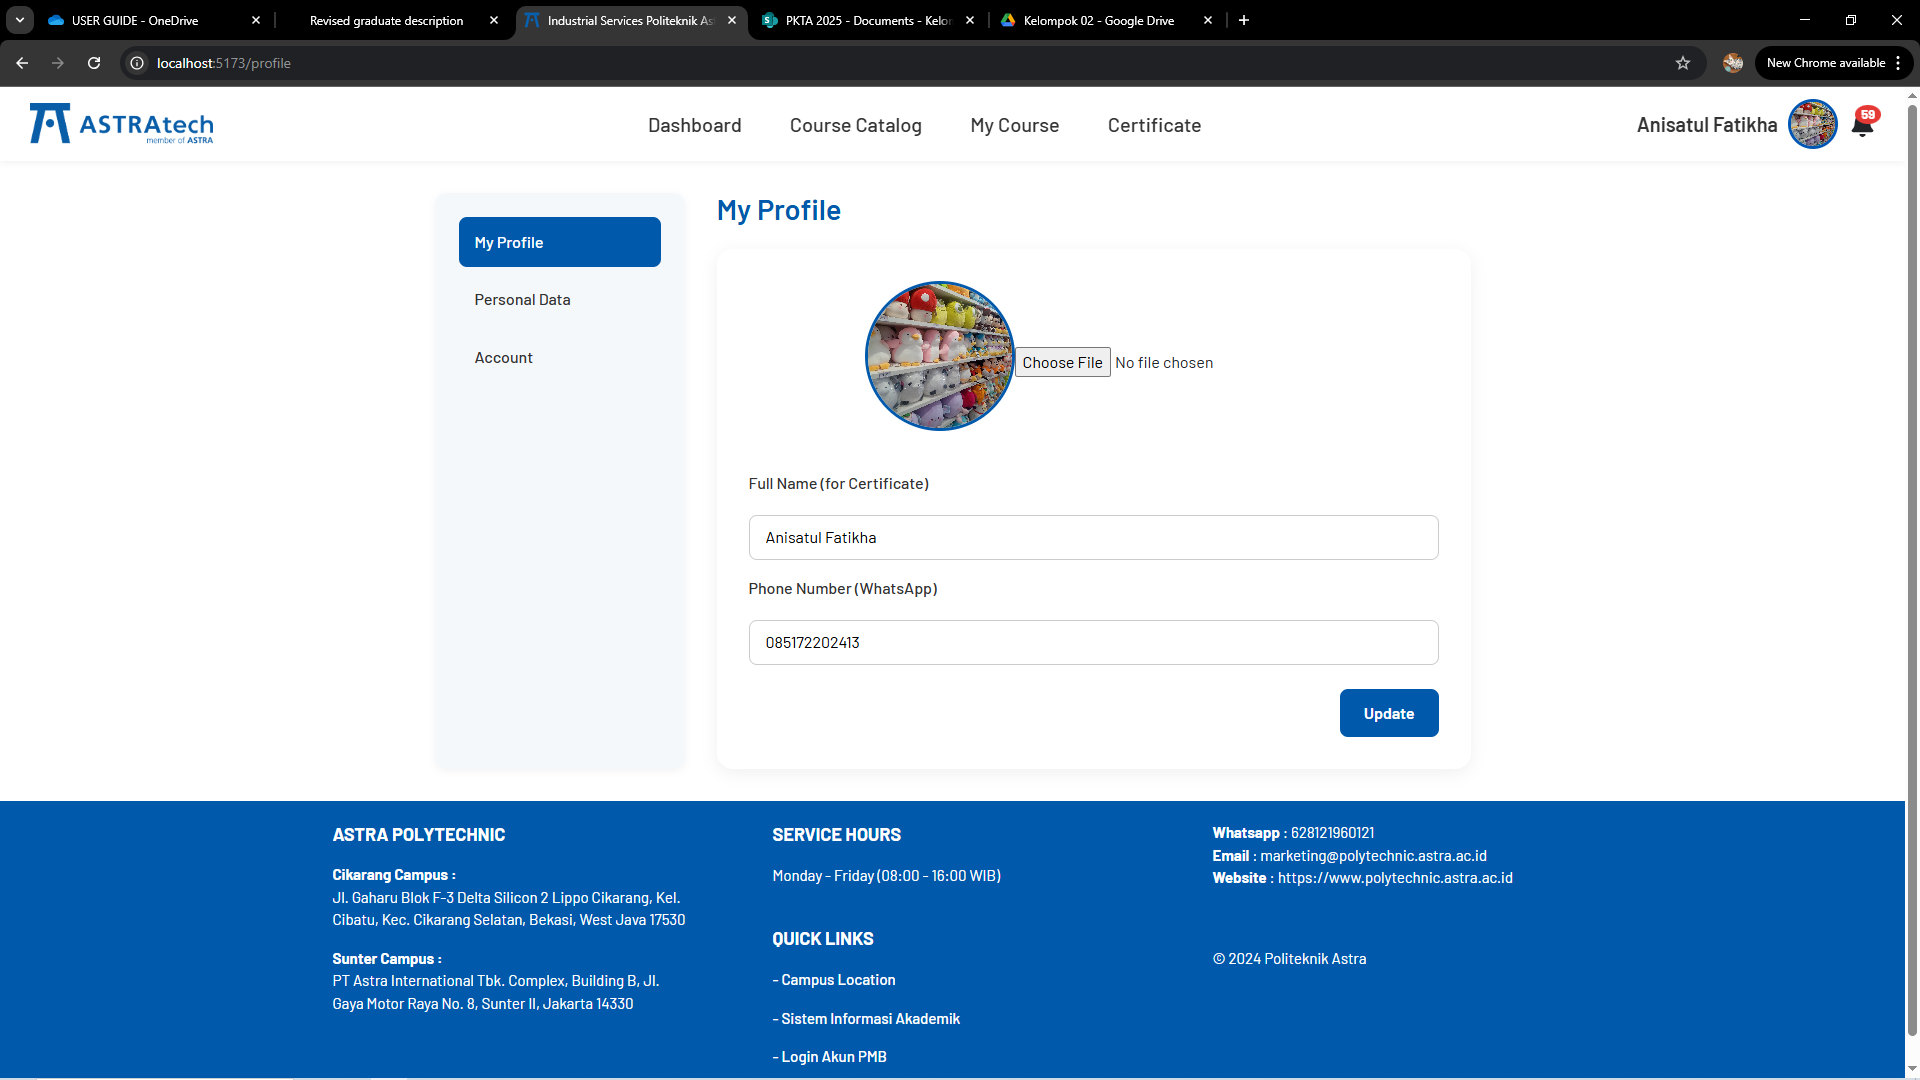 USER GUIDE - OneDrive
Revised graduate description
Industrial Services Politeknik As
PKTA 2025 - Documents - Kelon
Kelompok 02 - Google Drive
localhost:5173/profile
New Chrome available
ASTRAtech
member of ASTRA
Dashboard
Course Catalog
My Course
Certificate
Anisatul Fatikha
59
My Profile
Personal Data
Account
My Profile
Choose File No file chosen
Full Name (for Certificate)
Anisatul Fatikha
Phone Number (WhatsApp)
085172202413
Update
ASTRA POLYTECHNIC
Cikarang Campus :
Jl. Gaharu Blok F-3 Delta Silicon 2 Lippo Cikarang, Kel.
Cibatu, Kec. Cikarang Selatan, Bekasi, West Java 17530
Sunter Campus :
PT Astra International Tbk. Complex, Building B, Jl.
Gaya Motor Raya No. 8, Sunter II, Jakarta 14330
SERVICE HOURS
Monday - Friday (08:00 - 16:00 WIB)
QUICK LINKS
- Campus Location
- Sistem Informasi Akademik
- Login Akun PMB
Whatsapp : 628121960121
Email : marketing@polytechnic.astra.ac.id
Website : https://www.polytechnic.astra.ac.id
© 2024 Politeknik Astra